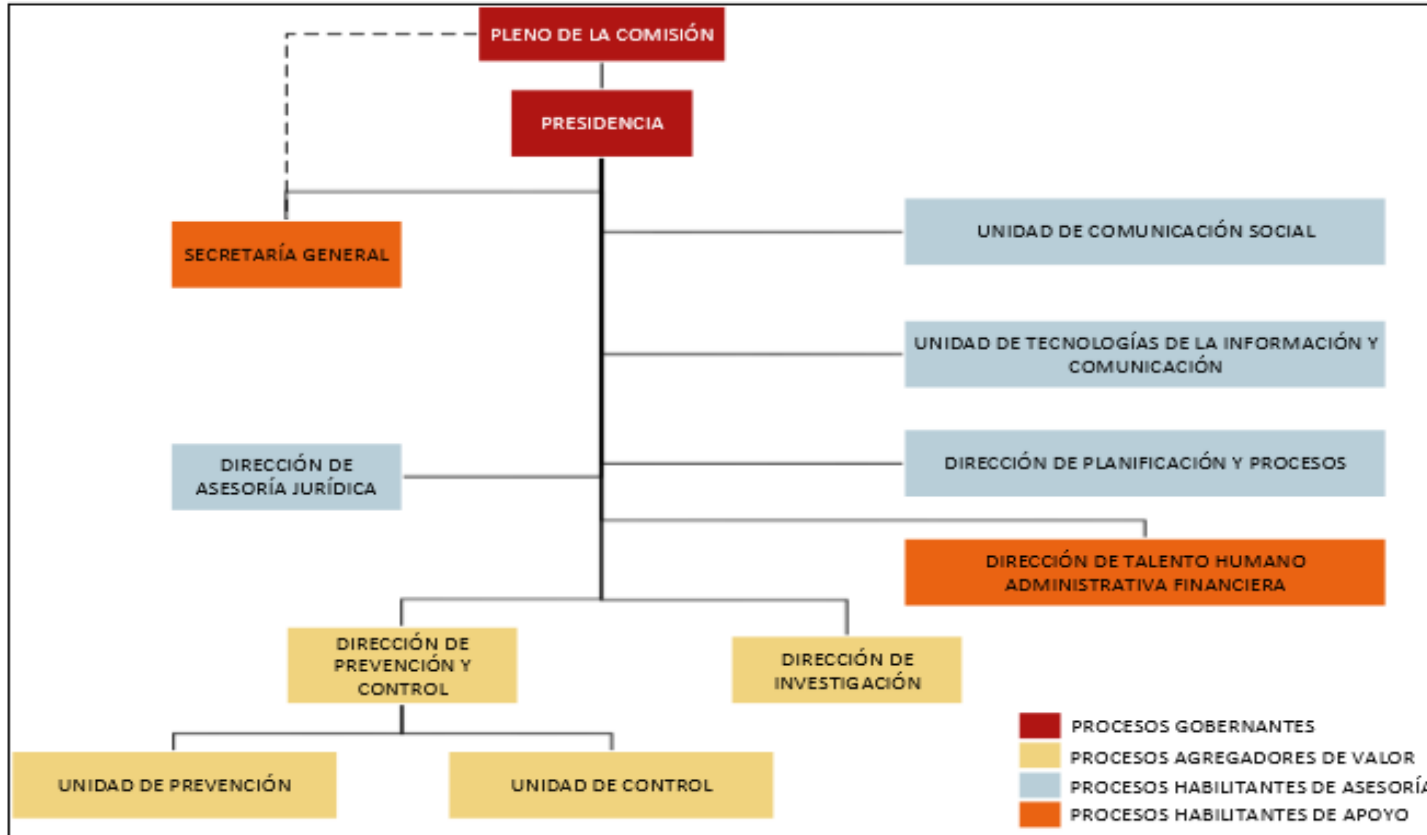 PLENO DE LA COMISIÓN
PRESIDENCIA
SECRETARÍA GENERAL
UNIDAD DE COMUNICACIÓN SOCIAL
UNIDAD DE TECNOLOGÍAS DE LA INFORMACIÓN Y
COMUNICACIÓN
DIRECCIÓN DE
ASESORÍA JURÍDICA
DIRECCIÓN DE PLANIFICACIÓN Y PROCESOS
DIRECCIÓN DE TALENTO HUMANO
ADMINISTRATIVA FINANCIERA
DIRECCIÓN DE
PREVENCIÓN Y
CONTROL
DIRECCIÓN DE
INVESTIGACIÓN
UNIDAD DE PREVENCIÓN
UNIDAD DE CONTROL
PROCESOS GOBERNANTES
PROCESOS AGREGADORES DE VALOR
PROCESOS HABILITANTES DE ASESORÍA
PROCESOS HABILITANTES DE APOYO